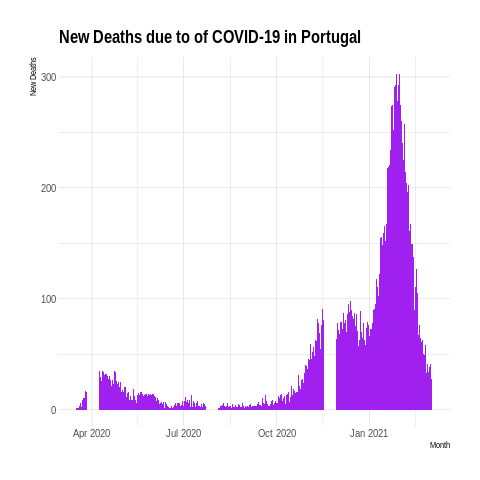 New Deaths due to of COVID-19 in Portugal
New Deaths
300
200
100
0
Apr 2020 Jul 2020 Oct 2020 Jan 2021
Month